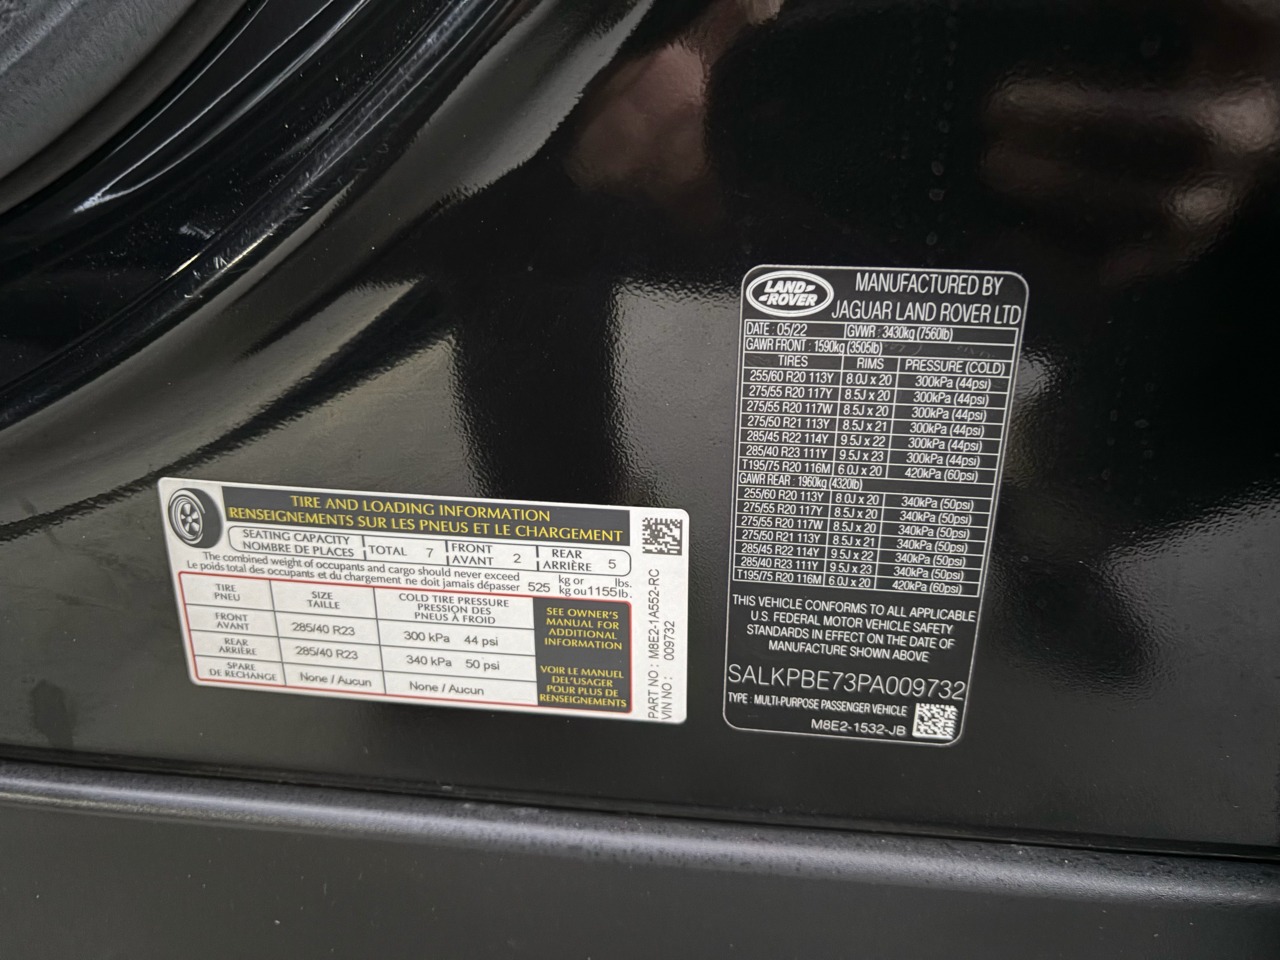 TIRE AND LOADING INFORMATION
RENSEIGNEMENTS SUR LES PNEUS ET LE CHARGEMENT
SEATING CAPACITY
NOMBRE DE PLACES
TOTAL 7
FRONT
AVANT 2
REAR
ARRIÈRE 5
The combined weight of occupants and cargo should never exceed
Le poids total des occupants et du chargement ne doit jamais dépasser
525 kg or
kg ou 1155 lbs.
lb.
TIRE
PNEU
SIZE
TAILLE
COLD TIRE PRESSURE
PRESSION DES
PNEUS À FROID
FRONT
AVANT
285/40 R23
300 kPa 44 psi
REAR
ARRIÈRE
285/40 R23
340 kPa 50 psi
SPARE
DE RECHANGE
None / Aucun
None / Aucun
SEE OWNER'S
MANUAL FOR
ADDITIONAL
INFORMATION
VOIR LE MANUEL
DEL'USAGER
POUR PLUS DE
RENSEIGNEMENTS
PART NO : M8E2-1A552-RC
VIN NO : 009732
LAND-
-ROVER
MANUFACTURED BY
JAGUAR LAND ROVER LTD
DATE : 05/22 GVWR : 3430kg (7560lb)
GAWR FRONT : 1590kg (3505lb)
TIRES RIMS PRESSURE (COLD)
255/60 R20 113Y 8.0J x 20 300kPa (44psi)
275/55 R20 117Y 8.5J x 20 300kPa (44psi)
275/55 R20 117W 8.5J x 20 300kPa (44psi)
275/50 R21 113Y 8.5J x 21 300kPa (44psi)
285/45 R22 114Y 9.5J x 22 300kPa (44psi)
285/40 R23 111Y 9.5J x 23 300kPa (44psi)
T195/75 R20 116M 6.0J x 20 420kPa (60psi)
GAWR REAR : 1960kg (4320lb)
255/60 R20 113Y 8.0J x 20 340kPa (50psi)
275/55 R20 117Y 8.5J x 20 340kPa (50psi)
275/55 R20 117W 8.5J x 20 340kPa (50psi)
275/50 R21 113Y 8.5J x 21 340kPa (50psi)
285/45 R22 114Y 9.5J x 22 340kPa (50psi)
285/40 R23 111Y 9.5J x 23 340kPa (50psi)
T195/75 R20 116M 6.0J x 20 420kPa (60psi)
THIS VEHICLE CONFORMS TO ALL APPLICABLE
U.S. FEDERAL MOTOR VEHICLE SAFETY
STANDARDS IN EFFECT ON THE DATE OF
MANUFACTURE SHOWN ABOVE
SALKPBE73PA009732
TYPE : MULTI-PURPOSE PASSENGER VEHICLE
M8E2-1532-JB